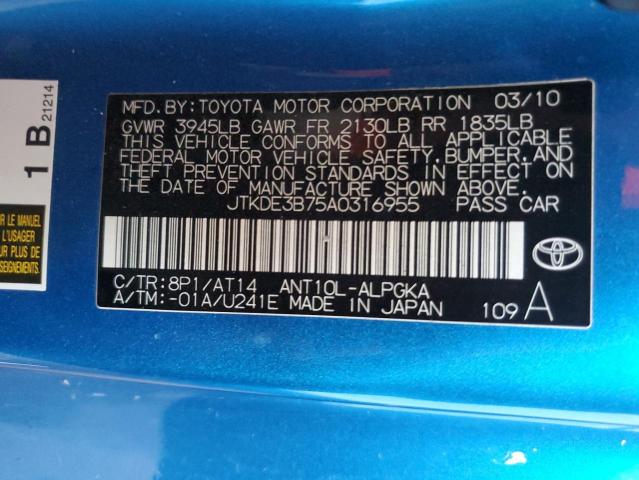 MFD. BY:TOYOTA MOTOR CORPORATION 03/10
GVWR 3945LB GAWR FR 2130LB RR 1835LB
THIS VEHICLE CONFORMS TO ALL APPLICABLE
FEDERAL MOTOR VEHICLE SAFETY,BUMPER,AND
THEFT PREVENTION STANDARDS IN EFFECT ON
THE DATE OF MANUFACTURE SHOWN ABOVE.
JTKDE3B75A0316955 PASS CAR
TOYOTA
C/TR:8P1/AT14 ANT10L-ALPGKA
A/TM:-01A/U241E MADE IN JAPAN
109 A
1 B
21214
LE MANUEL
L'USAGER